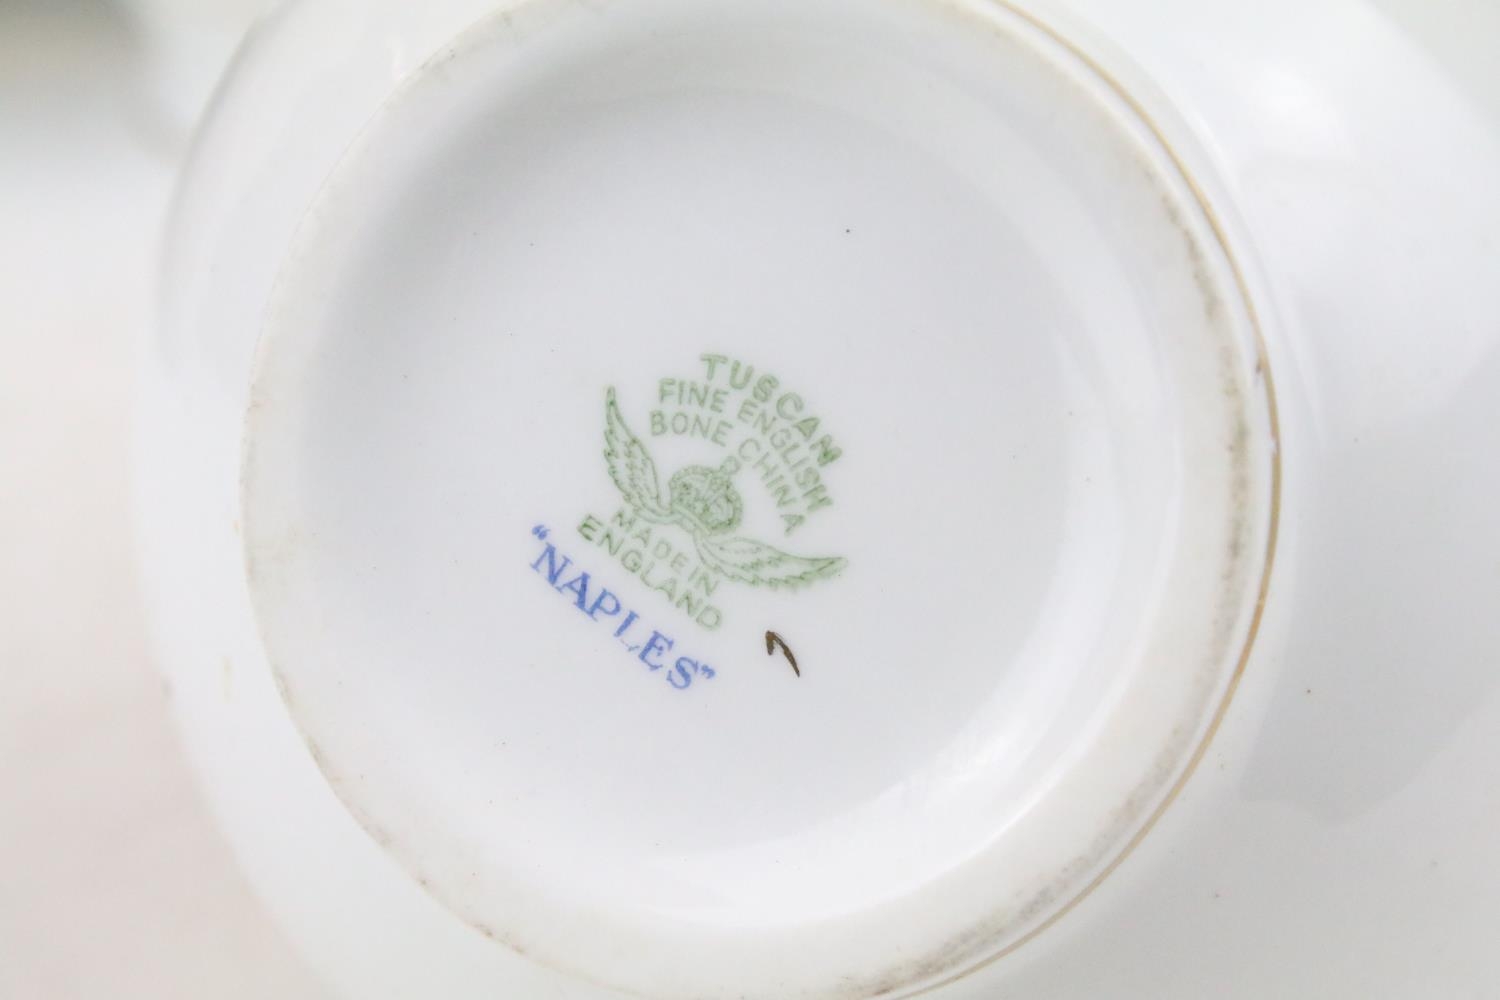 TUSCAN
FINE ENGLISH
BONE CHINA
MADE IN
ENGLAND
"NAPLES"